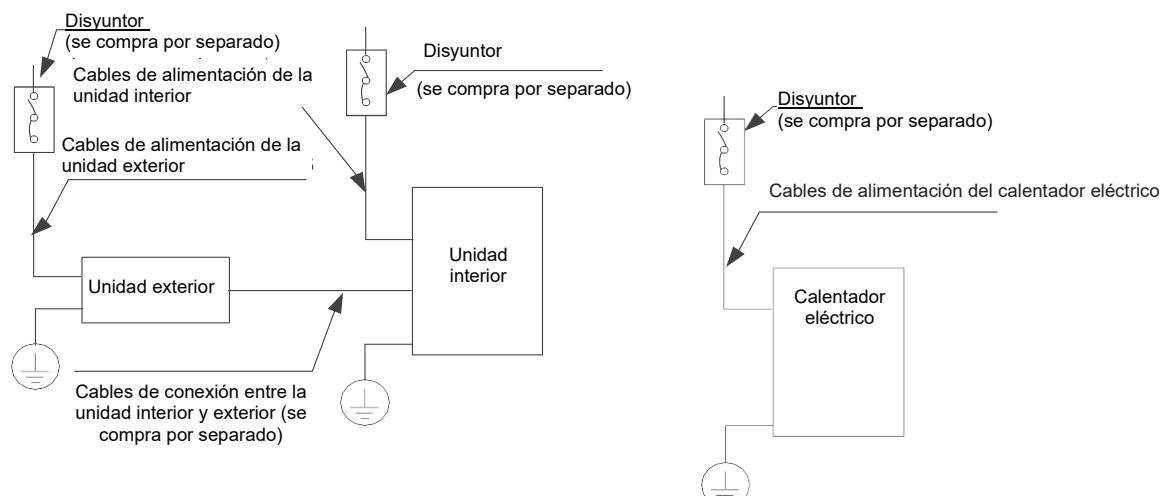 Disyuntor
(se compra por separado)
Cables de alimentación de la
unidad interior
Cables de alimentación de la
unidad exterior
Disyuntor
(se compra por separado)
Unidad exterior
Unidad
interior
Cables de conexión entre la
unidad interior y exterior (se
compra por separado)
Disyuntor
(se compra por separado)
Cables de alimentación del calentador eléctrico
Calentador
eléctrico